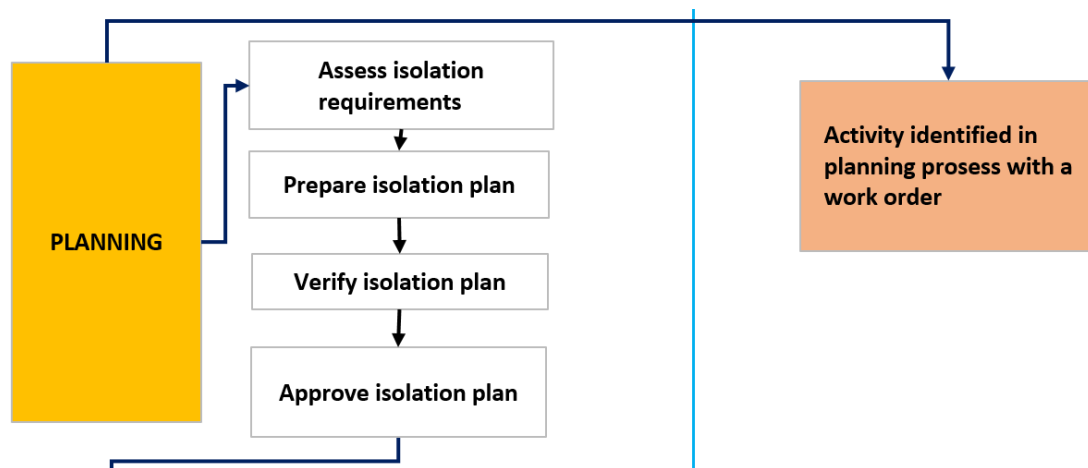 PLANNING
Assess isolation
requirements
Prepare isolation plan
Verify isolation plan
Approve isolation plan
Activity identified in
planning prosess with a
work order